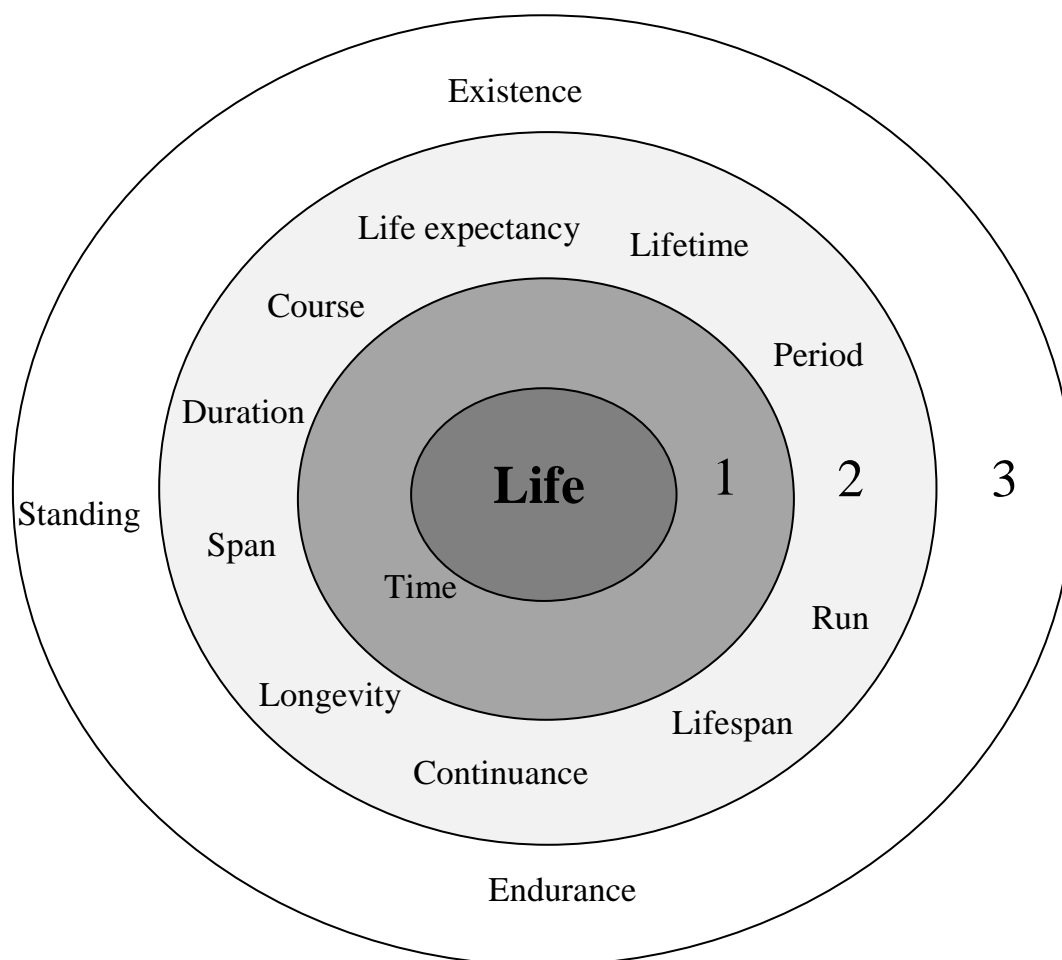 Existence
Life expectancy
Lifetime
Course
Period
Duration
Life
1
2
3
Standing
Span
Time
Run
Longevity
Lifespan
Continuance
Endurance